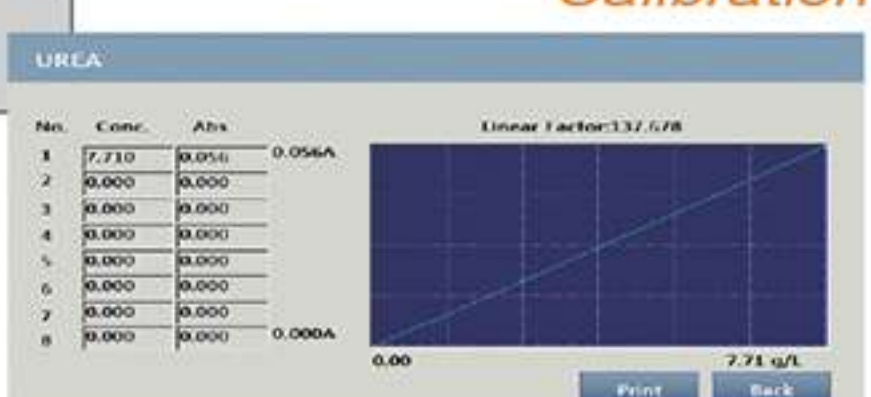 Calibration
UREA
No. Conc. Abs
Linear Factor:137.678
1 7.710 0.056 0.056A
2 0.000 0.000
3 0.000 0.000
4 0.000 0.000
5 0.000 0.000
6 0.000 0.000
7 0.000 0.000
8 0.000 0.000 0.000A
0.00 7.71 g/L
Print Back